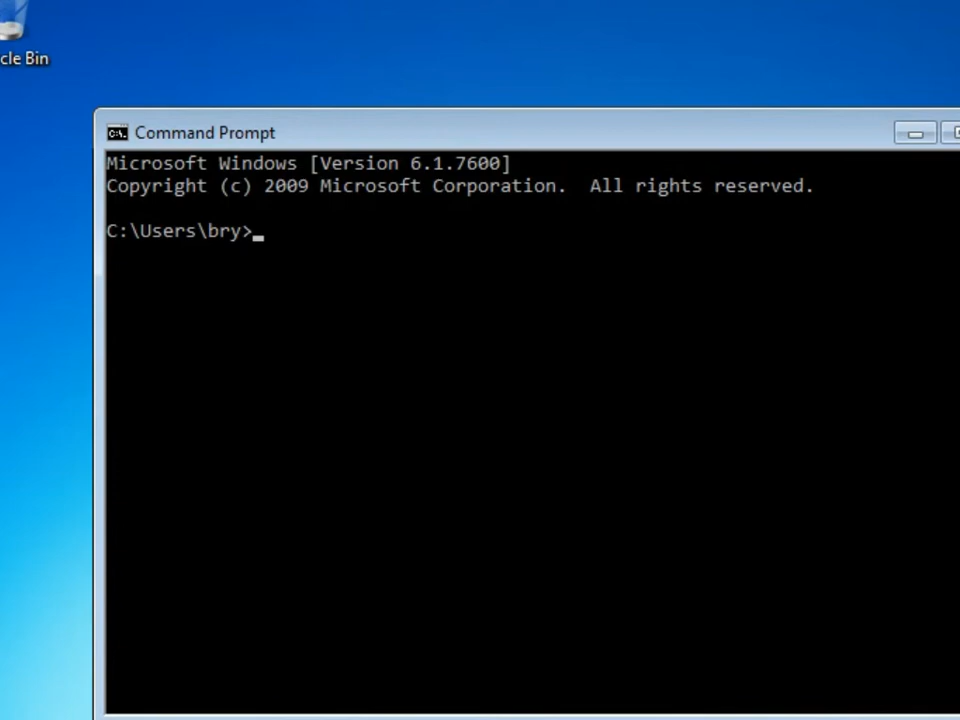 cle Bin
Command Prompt
Microsoft Windows [Version 6.1.7600]
Copyright (c) 2009 Microsoft Corporation.  All rights reserved.
C:\Users\bry>